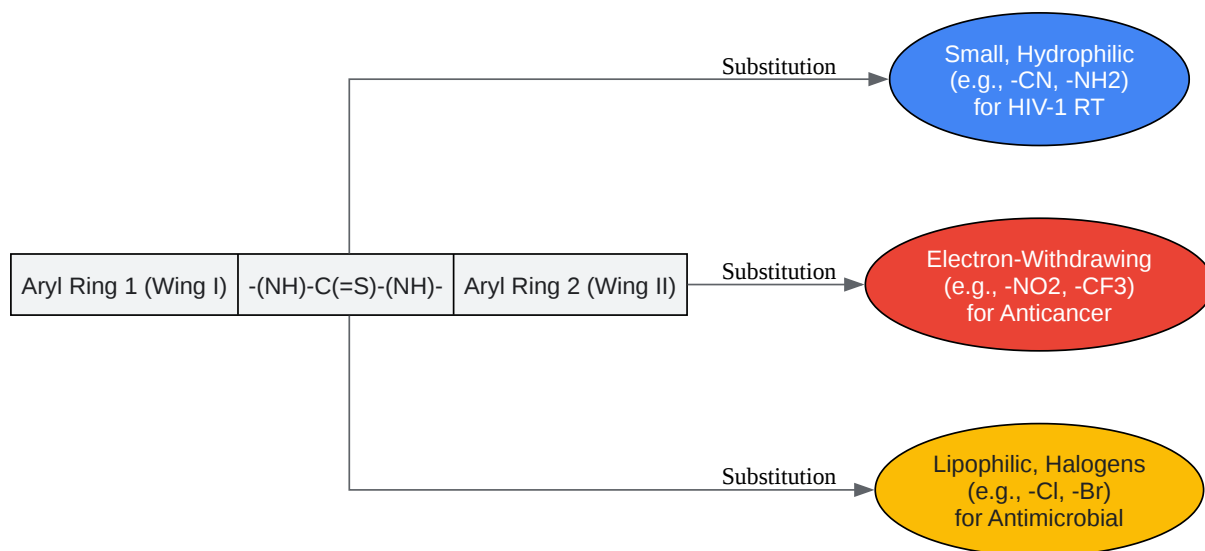 Substitution
Small, Hydrophilic
(e.g., -CN, -NH2)
for HIV-1 RT
Aryl Ring 1 (Wing I)
-(NH)-C(=S)-(NH)-
Aryl Ring 2 (Wing II)
Substitution
Electron-Withdrawing
(e.g., -NO2, -CF3)
for Anticancer
Substitution
Lipophilic, Halogens
(e.g., -Cl, -Br)
for Antimicrobial